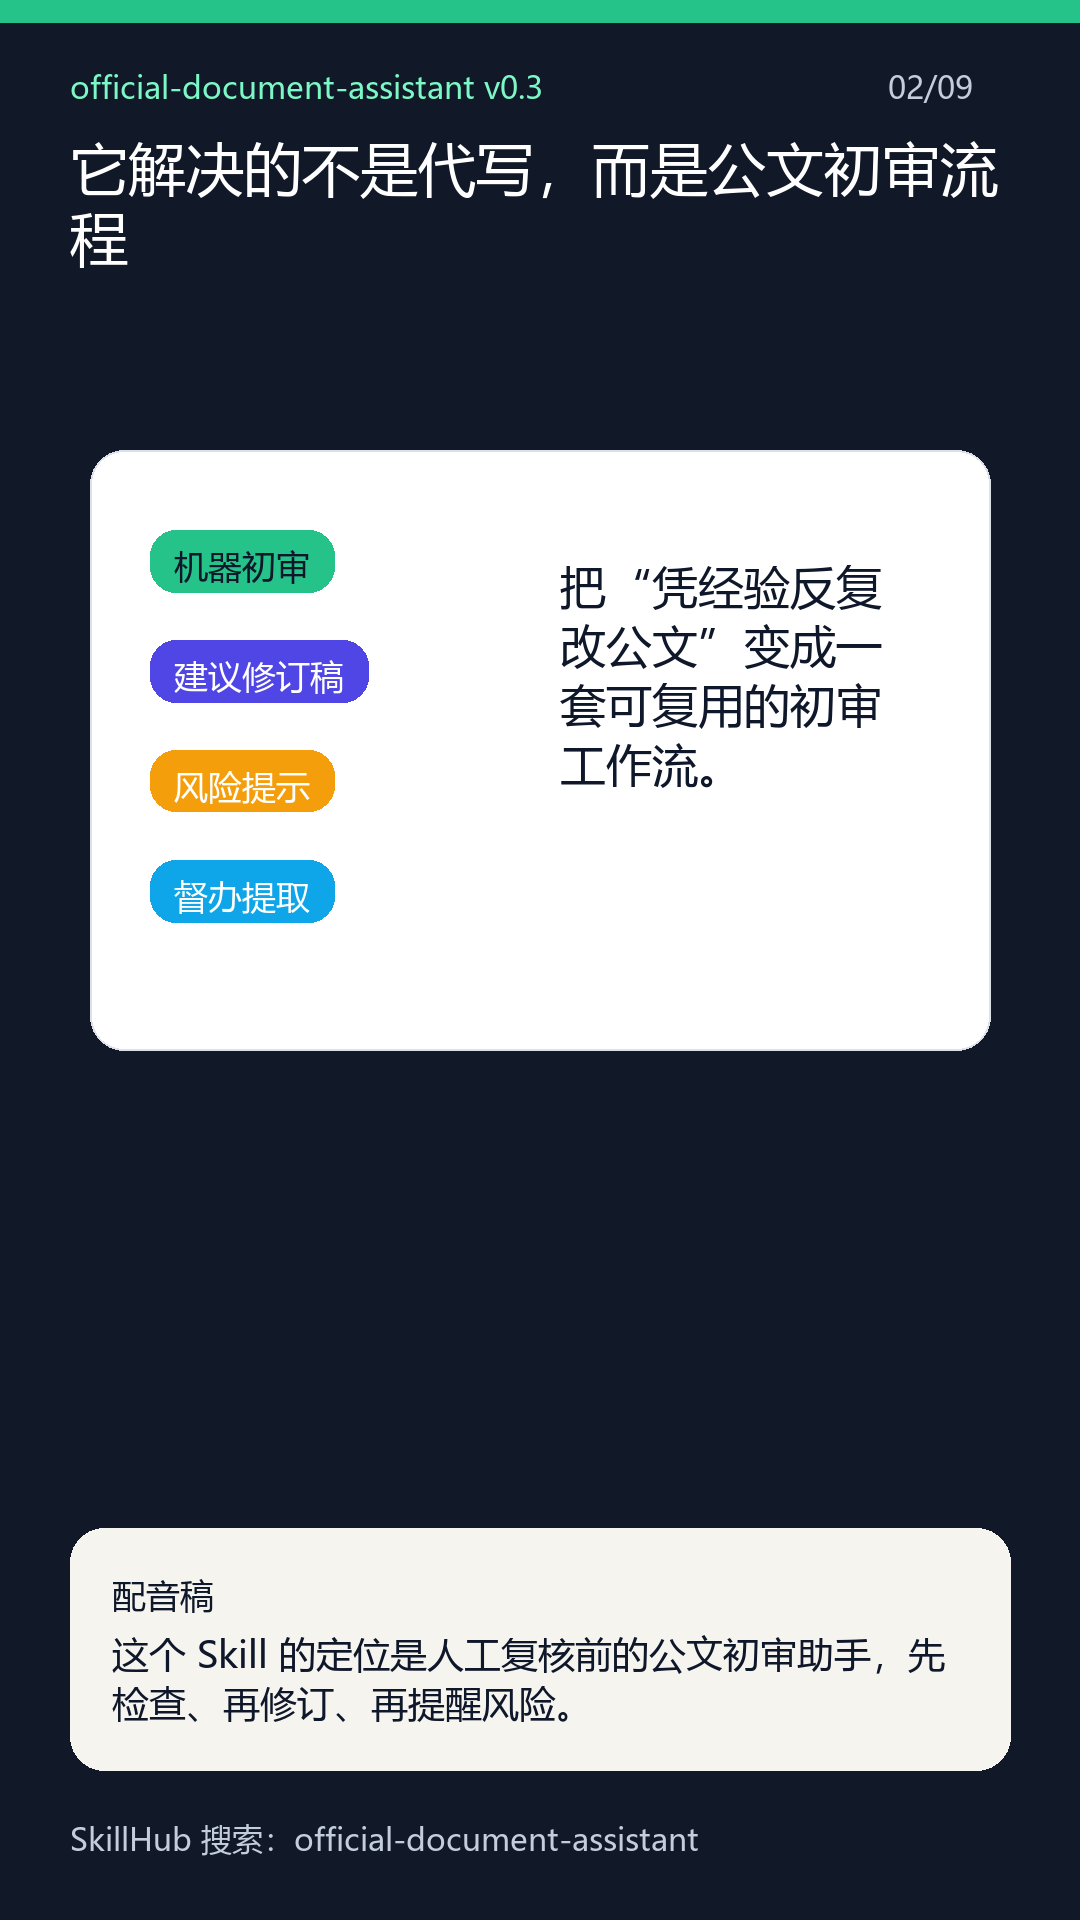 official-document-assistant v0.3
02/09
它解决的不是代写，而是公文初审流
程
机器初审
建议修订稿
风险提示
督办提取
把“凭经验反复
改公文”变成一
套可复用的初审
工作流。
配音稿
这个 Skill 的定位是人工复核前的公文初审助手，先
检查、再修订、再提醒风险。
SkillHub 搜索：official-document-assistant